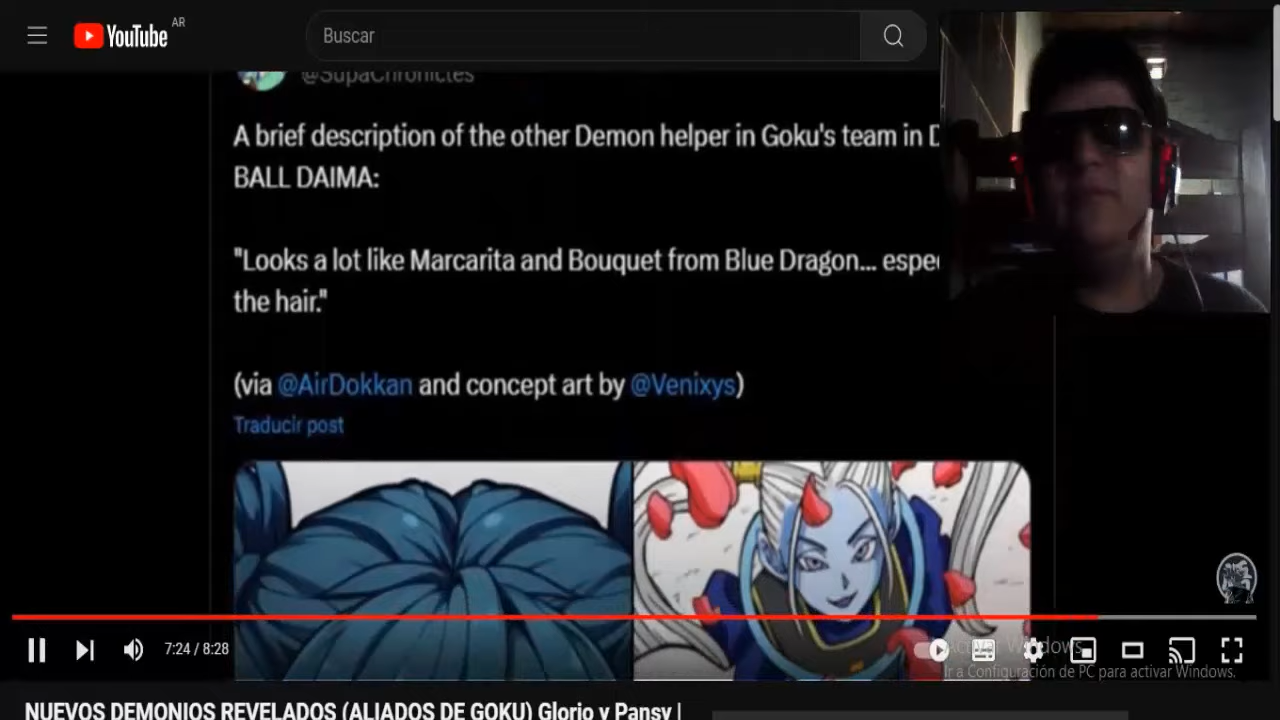 AR
YouTube
Buscar
@SupaChronicles
A brief description of the other Demon helper in Goku's team in D
BALL DAIMA:
"Looks a lot like Marcarita and Bouquet from Blue Dragon... espe
the hair."
(via @AirDokkan and concept art by @Venixys)
Traducir post
7:24 / 8:28
Activar Windows
Ir a Configuración de PC para activar Windows.
NUEVOS DEMONIOS REVELADOS (ALIADOS DE GOKU) Glorio y Pansy |